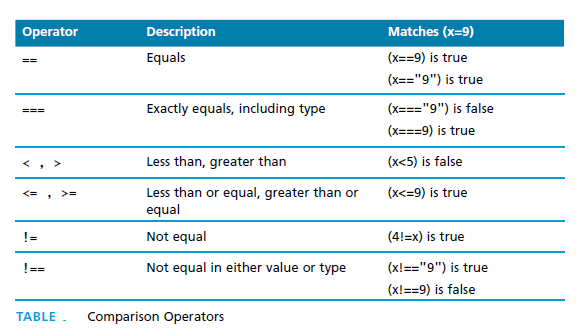 Operator Description Matches (x=9)
== Equals (x==9) is true
(x=="9") is true
=== Exactly equals, including type (x==="9") is false
(x===9) is true
< , > Less than, greater than (x<5) is false
<= , >= Less than or equal, greater than or (x<=9) is true
equal
!= Not equal (4!=x) is true
!== Not equal in either value or type (x!=="9") is true
(x!==9) is false
TABLE . Comparison Operators